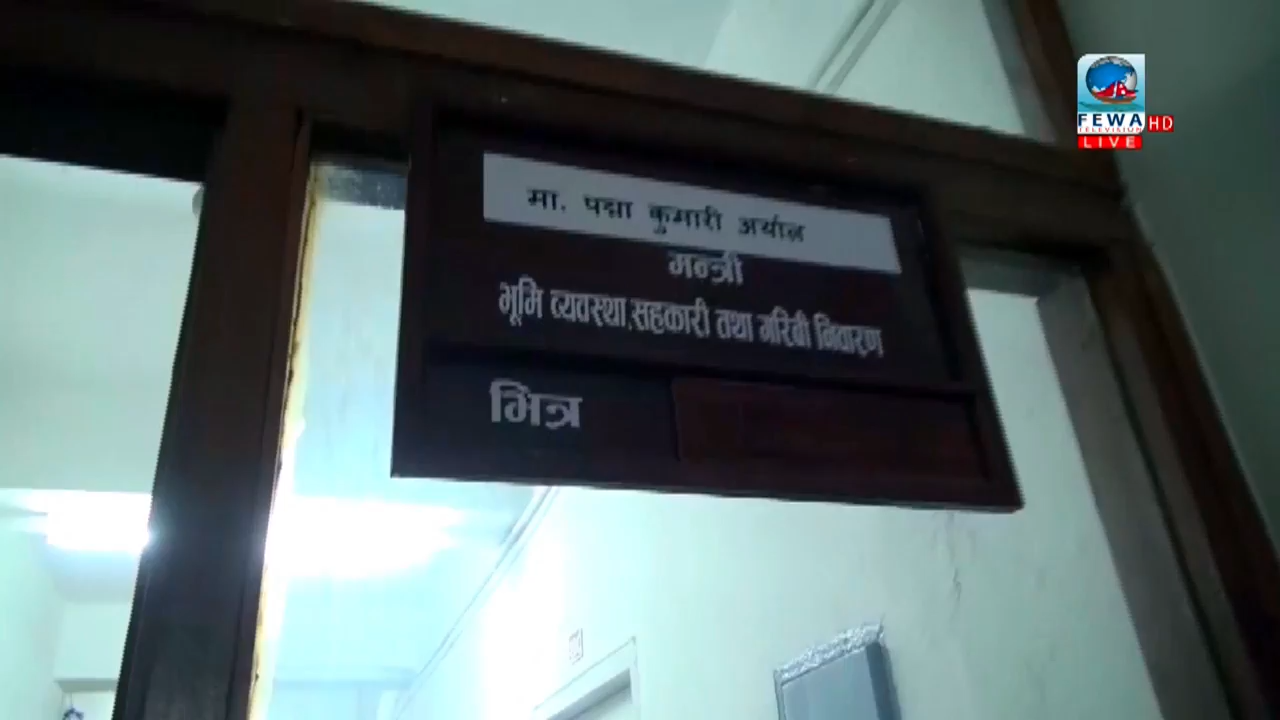 मा. पद्मा कुमारी अर्याल
मन्त्री
भूमि व्यवस्था,सहकारी तथा गरिबी निवारण
भित्र
FEWA
TELEVISION
HD
LIVE